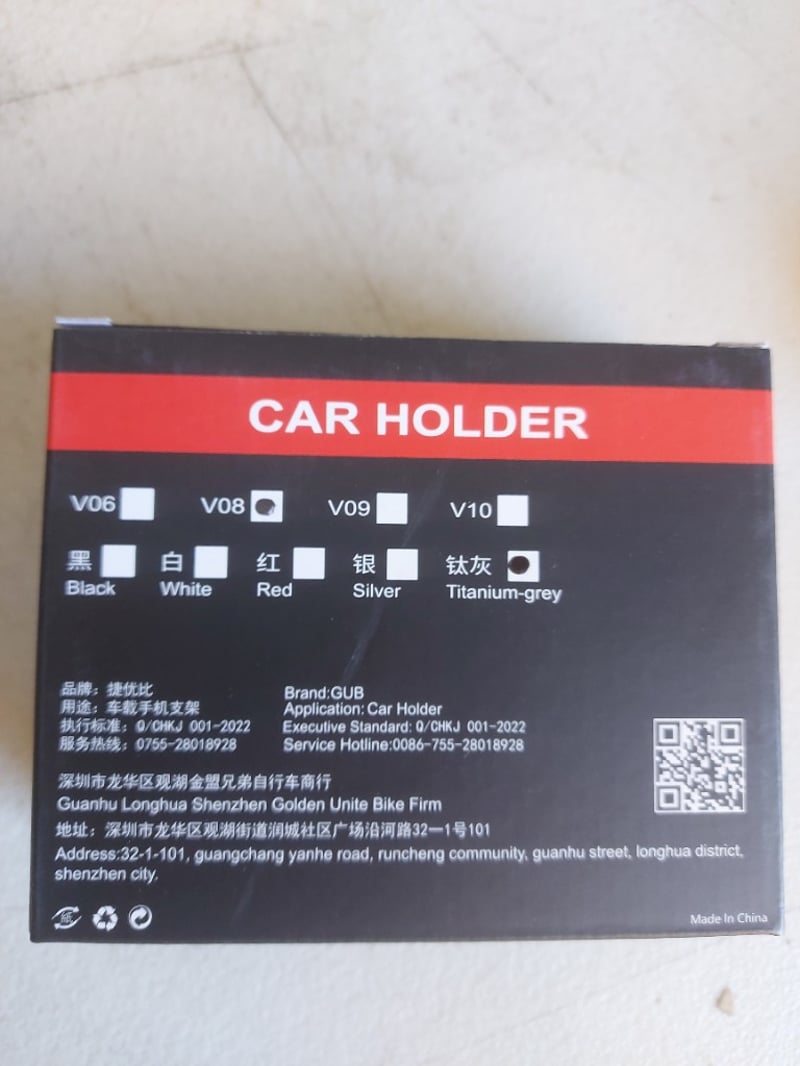 CAR HOLDER
V06 V08 V09 V10
黑 白 红 银 钛灰
Black White Red Silver Titanium-grey
品牌：捷优比 Brand:GUB
用途：车载手机支架 Application: Car Holder
执行标准：Q/CHKJ 001-2022 Executive Standard: Q/CHKJ 001-2022
服务热线：0755-28018928 Service Hotline:0086-755-28018928
深圳市龙华区观湖金盟兄弟自行车商行
Guanhu Longhua Shenzhen Golden Unite Bike Firm
地址：深圳市龙华区观湖街道润城社区广场沿河路32一1号101
Address:32-1-101, guangchang yanhe road, runcheng community, guanhu street, longhua district,
shenzhen city.
紙
Made In China